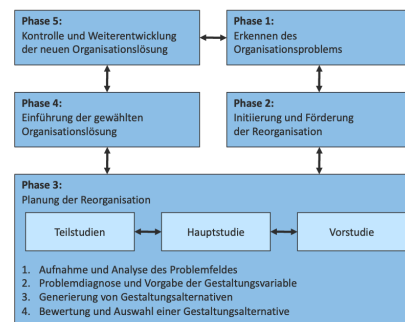 Phase 5:
Kontrolle und Weiterentwicklung
der neuen Organisationslösung
Phase 1:
Erkennen des
Organisationsproblems
Phase 4:
Einführung der gewählten
Organisationslösung
Phase 2:
Initiierung und Förderung
der Reorganisation
Phase 3:
Planung der Reorganisation
Teilstudien
Hauptstudie
Vorstudie
1. Aufnahme und Analyse des Problemfeldes
2. Problemdiagnose und Vorgabe der Gestaltungsvariable
3. Generierung von Gestaltungsalternativen
4. Bewertung und Auswahl einer Gestaltungsalternative